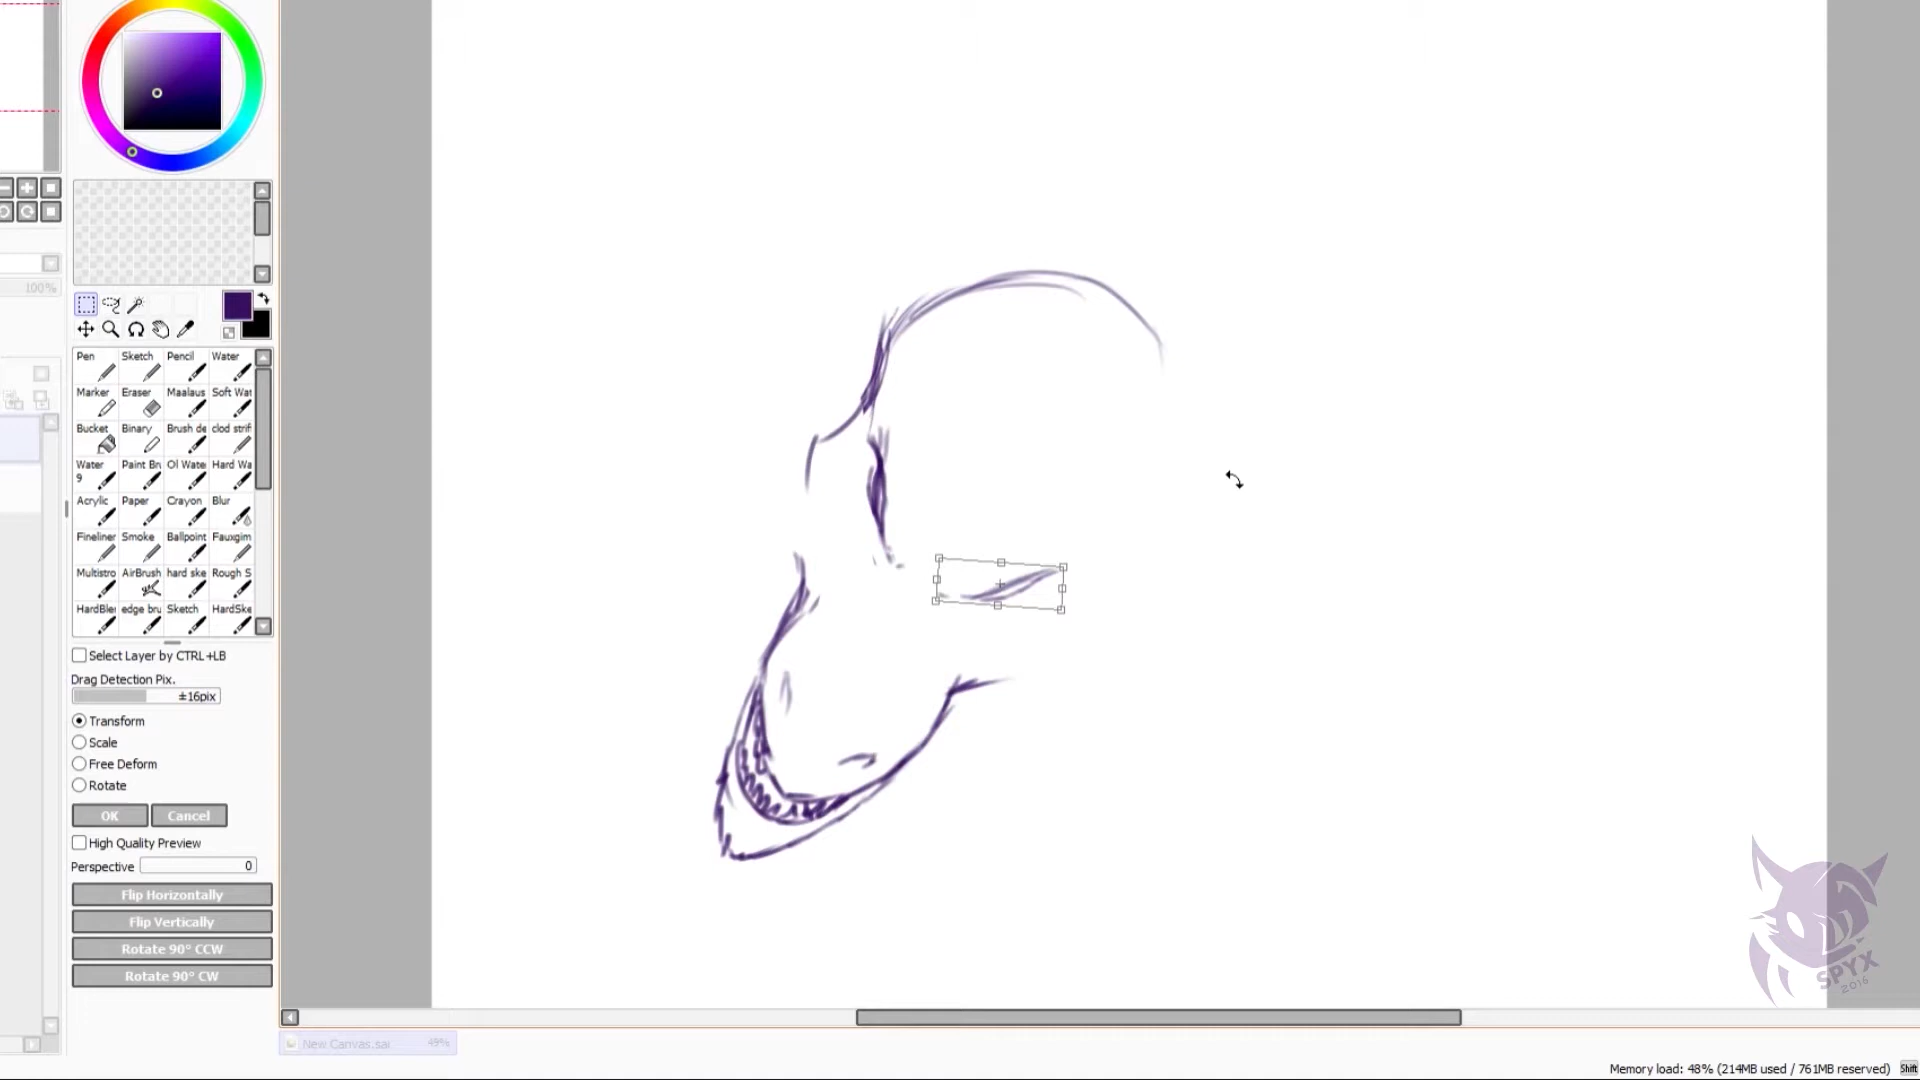 100%
Pen Sketch Pencil Water
Marker Eraser Maalaus Soft Wat
Bucket Binary Brush de clod strif
Water Paint Bru Ol Wate Hard Wa
9
Acrylic Paper Crayon Blur
Fineliner Smoke Ballpoint Fauxgim
Multistro AirBrush hard ske Rough S
HardBle edge bru Sketch HardSke
Select Layer by CTRL+LB
Drag Detection Pix.
±16pix
Transform
Scale
Free Deform
Rotate
OK Cancel
High Quality Preview
Perspective 0
Flip Horizontally
Flip Vertically
Rotate 90° CCW
Rotate 90° CW
SPYX
2016
New Canvas.sai 49%
Memory load: 48% (214MB used / 761MB reserved) Shift